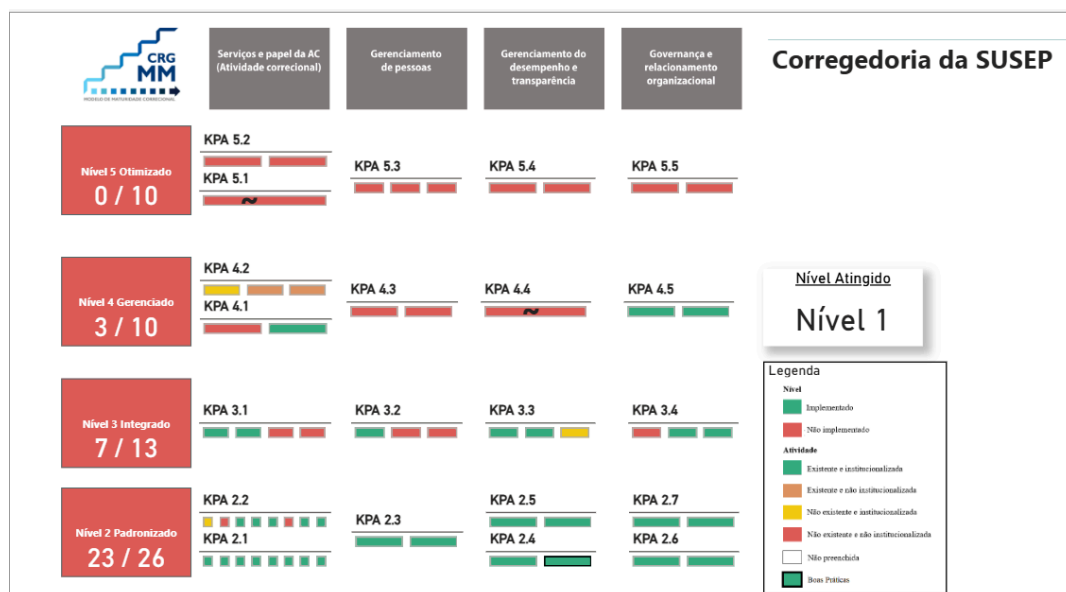 CRG
MM
MODELO DE MATURIDADE CORRECIONAL
Serviços e papel da AC
(Atividade correcional)
Gerenciamento
de pessoas
Gerenciamento do
desempenho e
transparência
Governança e
relacionamento
organizacional
Corregedoria da SUSEP
Nível 5 Otimizado
0 / 10
KPA 5.2
KPA 5.1
~
KPA 5.3
KPA 5.4
KPA 5.5
Nível 4 Gerenciado
3 / 10
KPA 4.2
KPA 4.1
KPA 4.3
KPA 4.4
~
KPA 4.5
Nível Atingido
Nível 1
Nível 3 Integrado
7 / 13
KPA 3.1
KPA 3.2
KPA 3.3
KPA 3.4
Nível 2 Padronizado
23 / 26
KPA 2.2
KPA 2.1
KPA 2.3
KPA 2.5
KPA 2.4
KPA 2.7
KPA 2.6
Legenda
Nível
Implementado
Não implementado
Atividade
Existente e institucionalizada
Existente e não institucionalizada
Não existente e institucionalizada
Não existente e não institucionalizada
Não preenchida
Boas Práticas